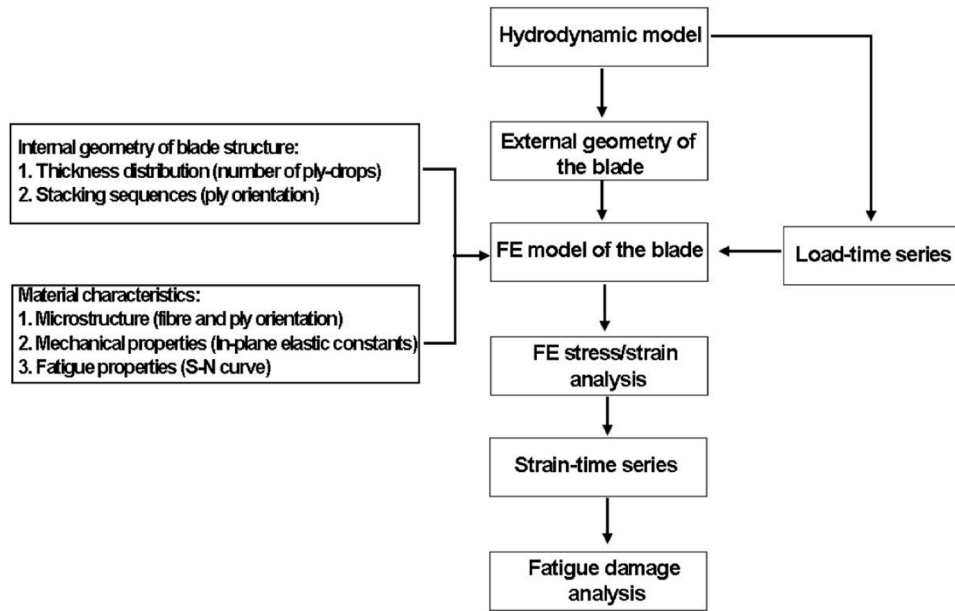 Hydrodynamic model
External geometry of
the blade
Internal geometry of blade structure:
1. Thickness distribution (number of ply-drops)
2. Stacking sequences (ply orientation)
FE model of the blade
Load-time series
Material characteristics:
1. Microstructure (fibre and ply orientation)
2. Mechanical properties (In-plane elastic constants)
3. Fatigue properties (S-N curve)
FE stress/strain
analysis
Strain-time series
Fatigue damage
analysis